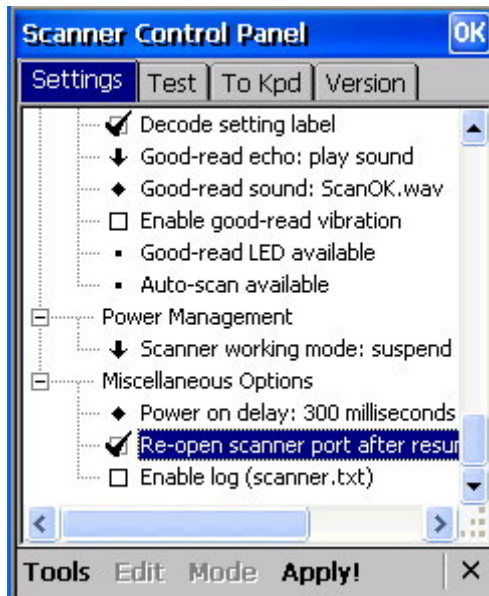 Scanner Control Panel OK
Settings Test To Kpd Version
Decode setting label
Good-read echo: play sound
Good-read sound: ScanOK.wav
Enable good-read vibration
Good-read LED available
Auto-scan available
Power Management
Scanner working mode: suspend
Miscellaneous Options
Power on delay: 300 milliseconds
Re-open scanner port after
Enable log (scanner.txt)
Tools Edit Mode Apply!